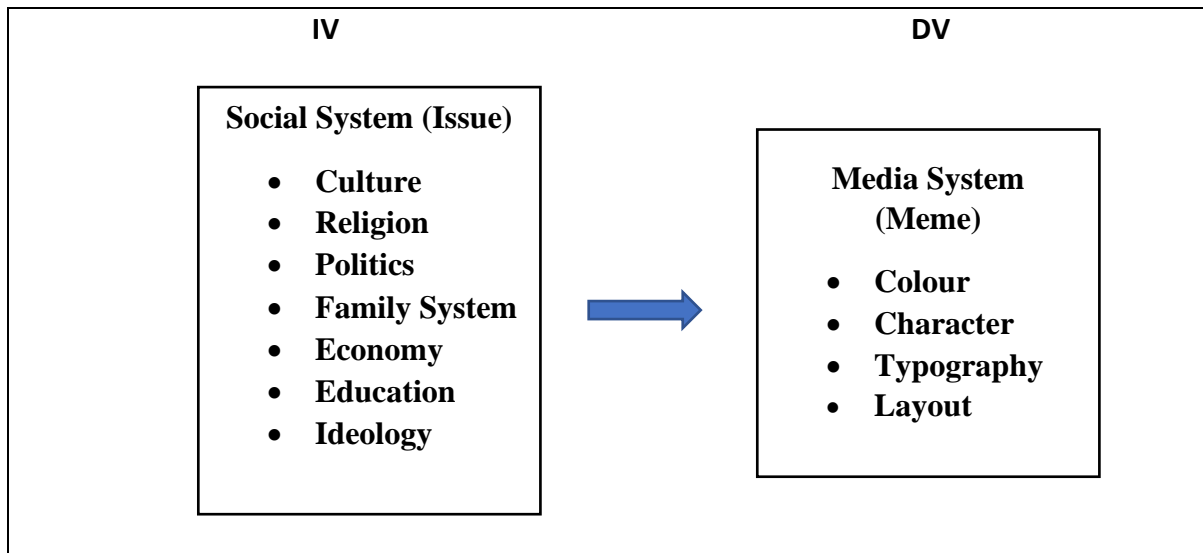 IV
DV
Social System (Issue)
• Culture
• Religion
• Politics
• Family System
• Economy
• Education
• Ideology
Media System
(Meme)
• Colour
• Character
• Typography
• Layout